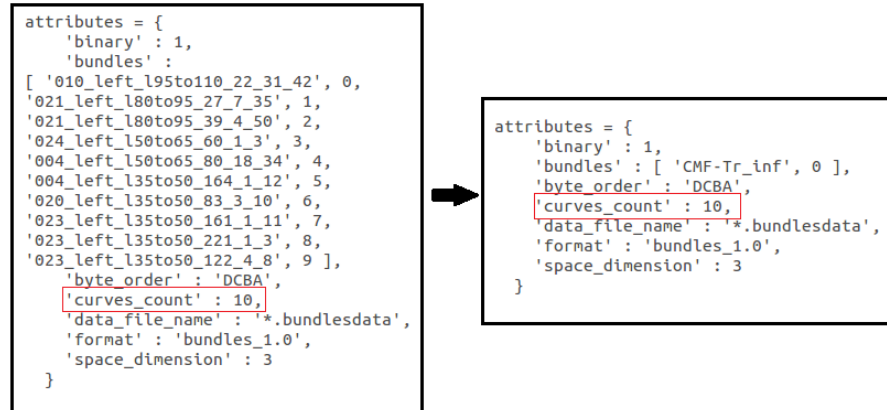 attributes = {
'binary' : 1,
'bundles' :
[ '010_left_l95to110_22_31_42', 0,
'021_left_l80to95_27_7_35', 1,
'021_left_l80to95_39_4_50', 2,
'024_left_l50to65_60_1_3', 3,
'004_left_l50to65_80_18_34', 4,
'004_left_l35to50_164_1_12', 5,
'020_left_l35to50_83_3_10', 6,
'023_left_l35to50_161_1_11', 7,
'023_left_l35to50_221_1_3', 8,
'023_left_l35to50_122_4_8', 9 ],
'byte_order' : 'DCBA',
'curves_count' : 10,
'data_file_name' : '*.bundlesdata',
'format' : 'bundles_1.0',
'space_dimension' : 3
}
attributes = {
'binary' : 1,
'bundles' : [ 'CMF-Tr_inf', 0 ],
'byte_order' : 'DCBA',
'curves_count' : 10,
'data_file_name' : '*.bundlesdata',
'format' : 'bundles_1.0',
'space_dimension' : 3
}